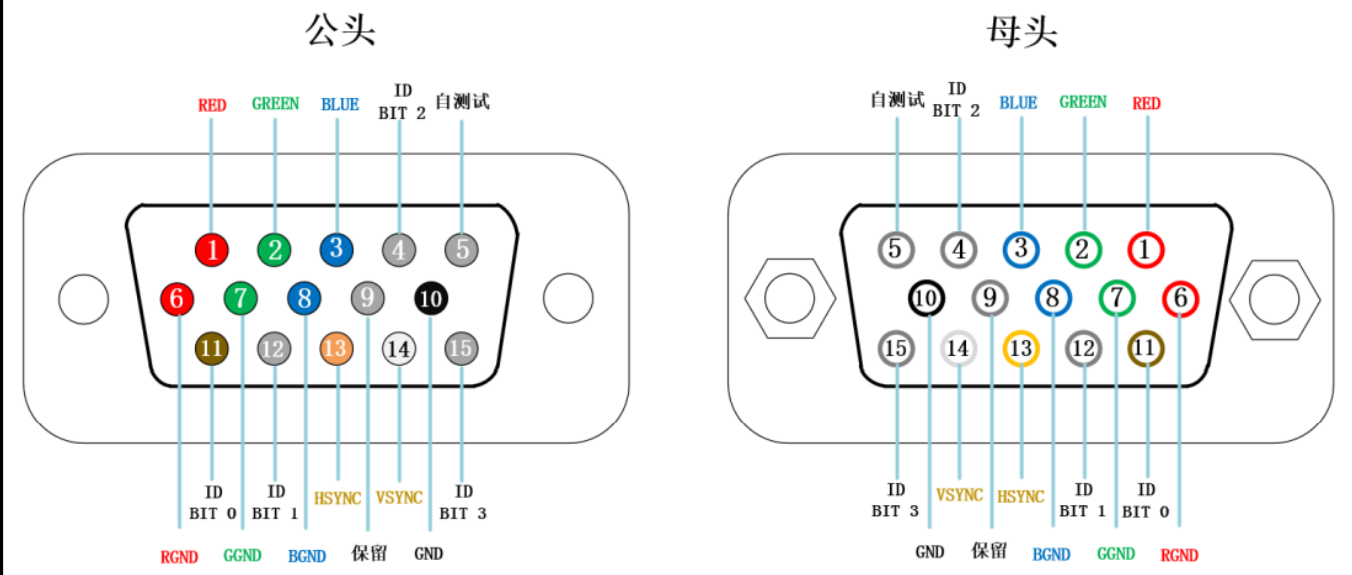 公头
母头
RED GREEN BLUE ID BIT 2 自测试
1 2 3 4 5
6 7 8 9 10
11 12 13 14 15
ID BIT 0 ID BIT 1 HSYNC VSYNC ID BIT 3
RGND GGND BGND 保留 GND
自测试 ID BIT 2 BLUE GREEN RED
5 4 3 2 1
10 9 8 7 6
15 14 13 12 11
ID BIT 3 VSYNC HSYNC ID BIT 1 ID BIT 0
GND 保留 BGND GGND RGND